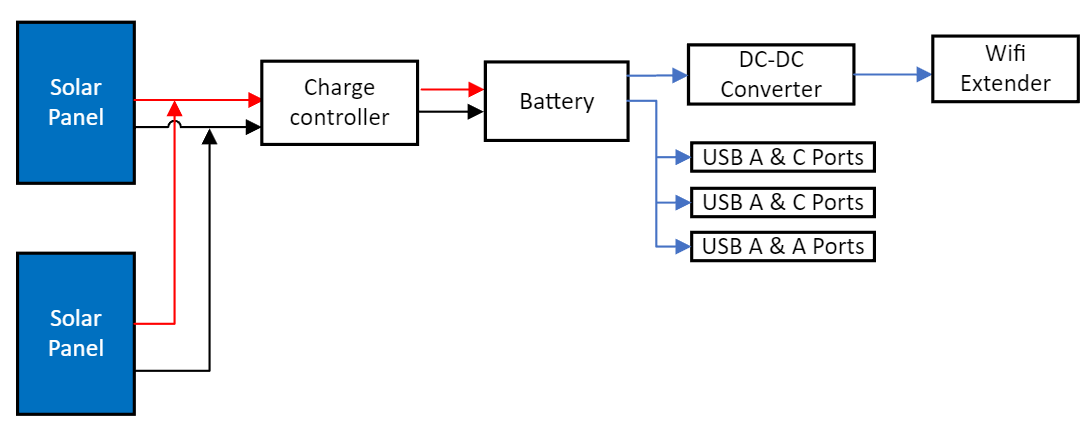 Solar
Panel
Charge
controller
Battery
DC-DC
Converter
Wifi
Extender
USB A & C Ports
USB A & C Ports
USB A & A Ports
Solar
Panel